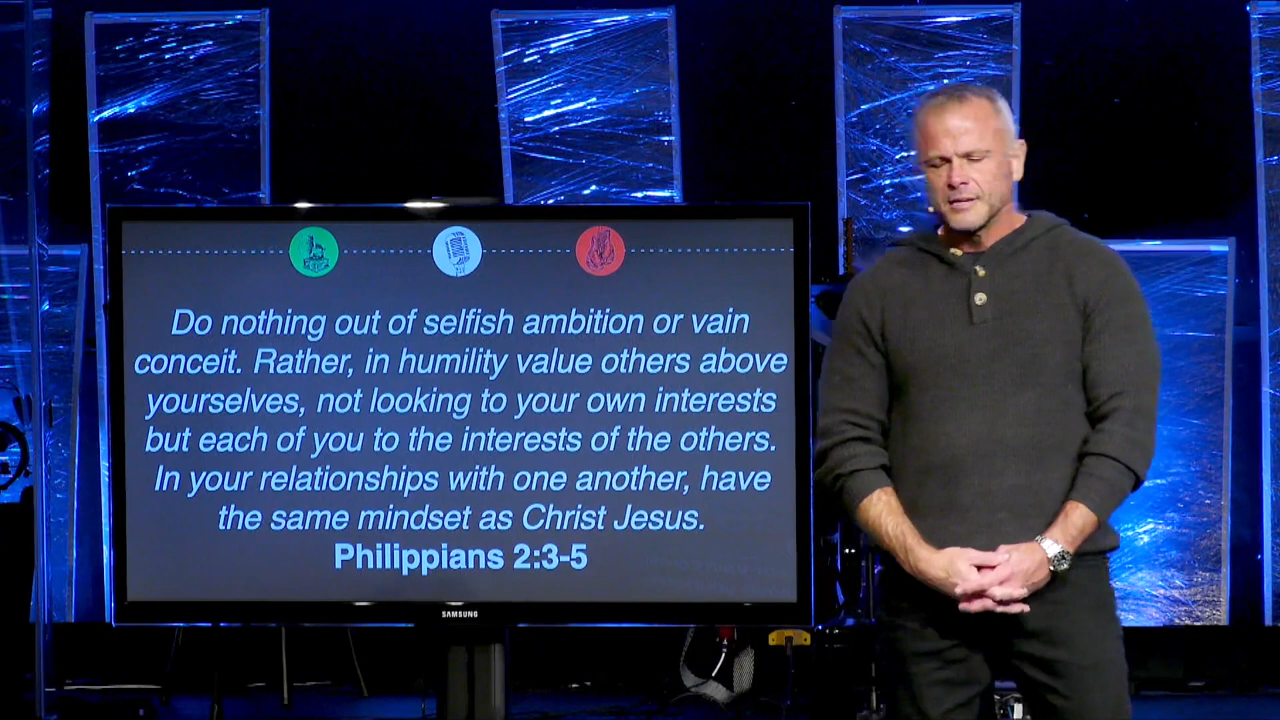 Do nothing out of selfish ambition or vain
conceit. Rather, in humility value others above
yourselves, not looking to your own interests
but each of you to the interests of the others.
In your relationships with one another, have
the same mindset as Christ Jesus.
Philippians 2:3-5
SAMSUNG